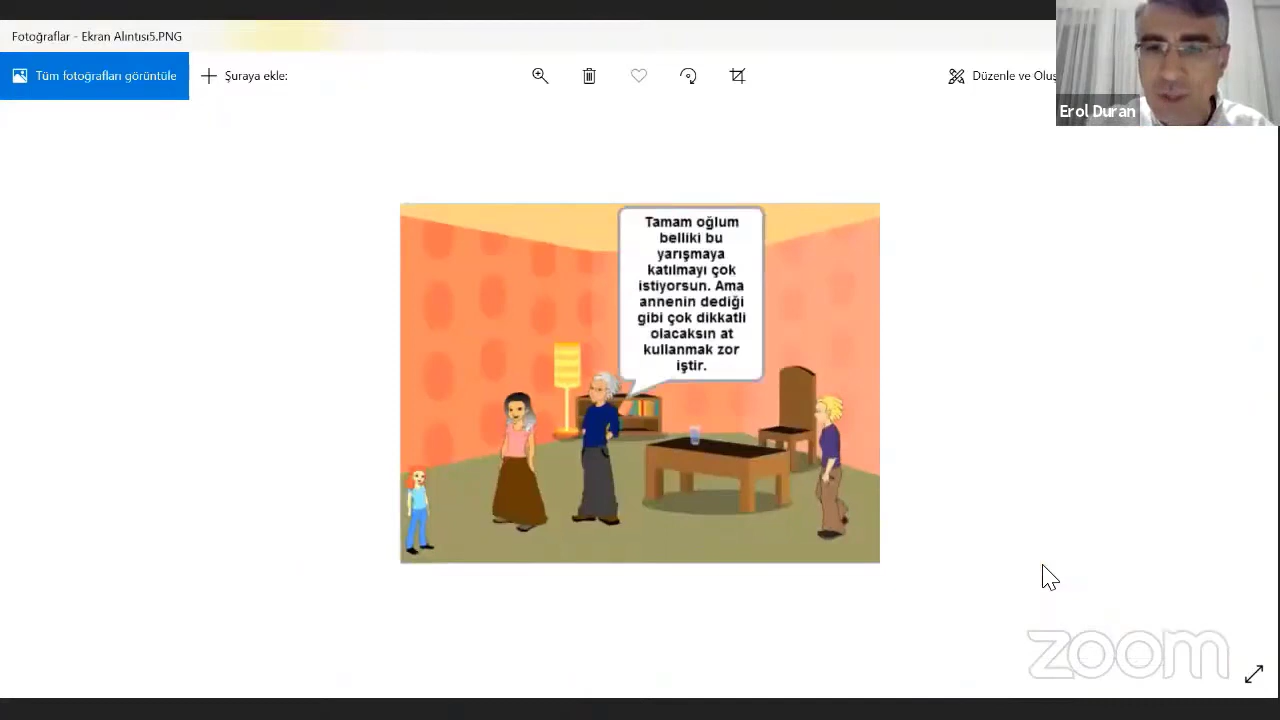 Fotoğraflar - Ekran Alıntısı5.PNG
Tüm fotoğrafları görüntüle
Şuraya ekle:
Düzenle ve Oluş
Erol Duran
Tamam oğlum
belliki bu
yarışmaya
katılmayı çok
istiyorsun. Ama
annenin dediği
gibi çok dikkatli
olacaksın at
kullanmak zor
iştir.
zoom